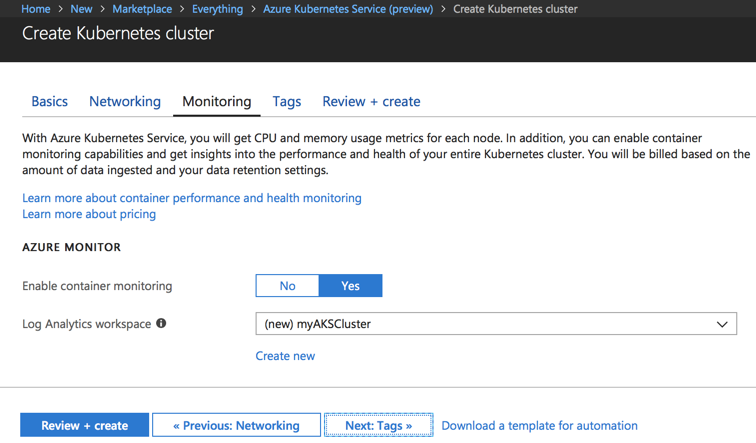 Home > New > Marketplace > Everything > Azure Kubernetes Service (preview) > Create Kubernetes cluster
Create Kubernetes cluster
Basics Networking Monitoring Tags Review + create
With Azure Kubernetes Service, you will get CPU and memory usage metrics for each node. In addition, you can enable container
monitoring capabilities and get insights into the performance and health of your entire Kubernetes cluster. You will be billed based on the
amount of data ingested and your data retention settings.
Learn more about container performance and health monitoring
Learn more about pricing
AZURE MONITOR
Enable container monitoring No Yes
Log Analytics workspace (new) myAKSCluster
Create new
Review + create « Previous: Networking Next: Tags » Download a template for automation